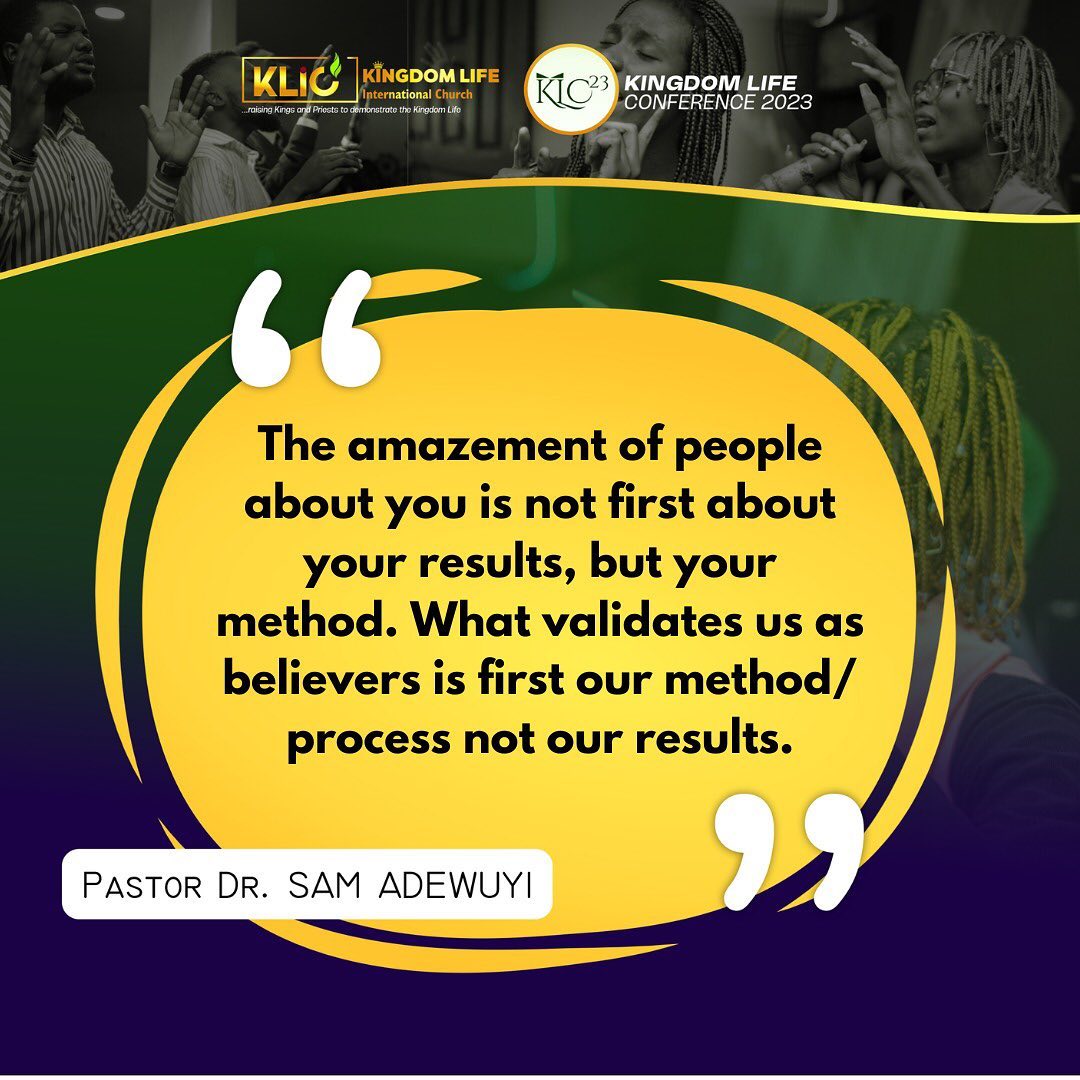 KLIC
KINGDOM LIFE
International Church
...raising Kings and Priests to demonstrate the Kingdom Life
KLC23
KINGDOM LIFE
CONFERENCE 2023
“
The amazement of people
about you is not first about
your results, but your
method. What validates us as
believers is first our method/
process not our results.
”
PASTOR DR. SAM ADEWUYI